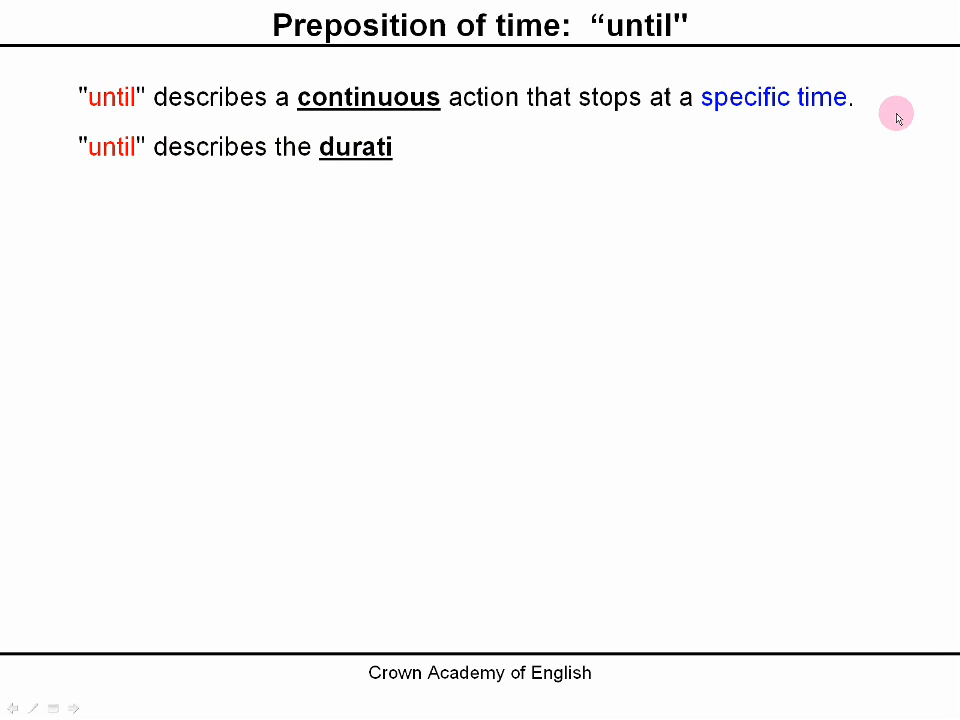 Preposition of time: “until"
"until" describes a continuous action that stops at a specific time.
"until" describes the durati
Crown Academy of English